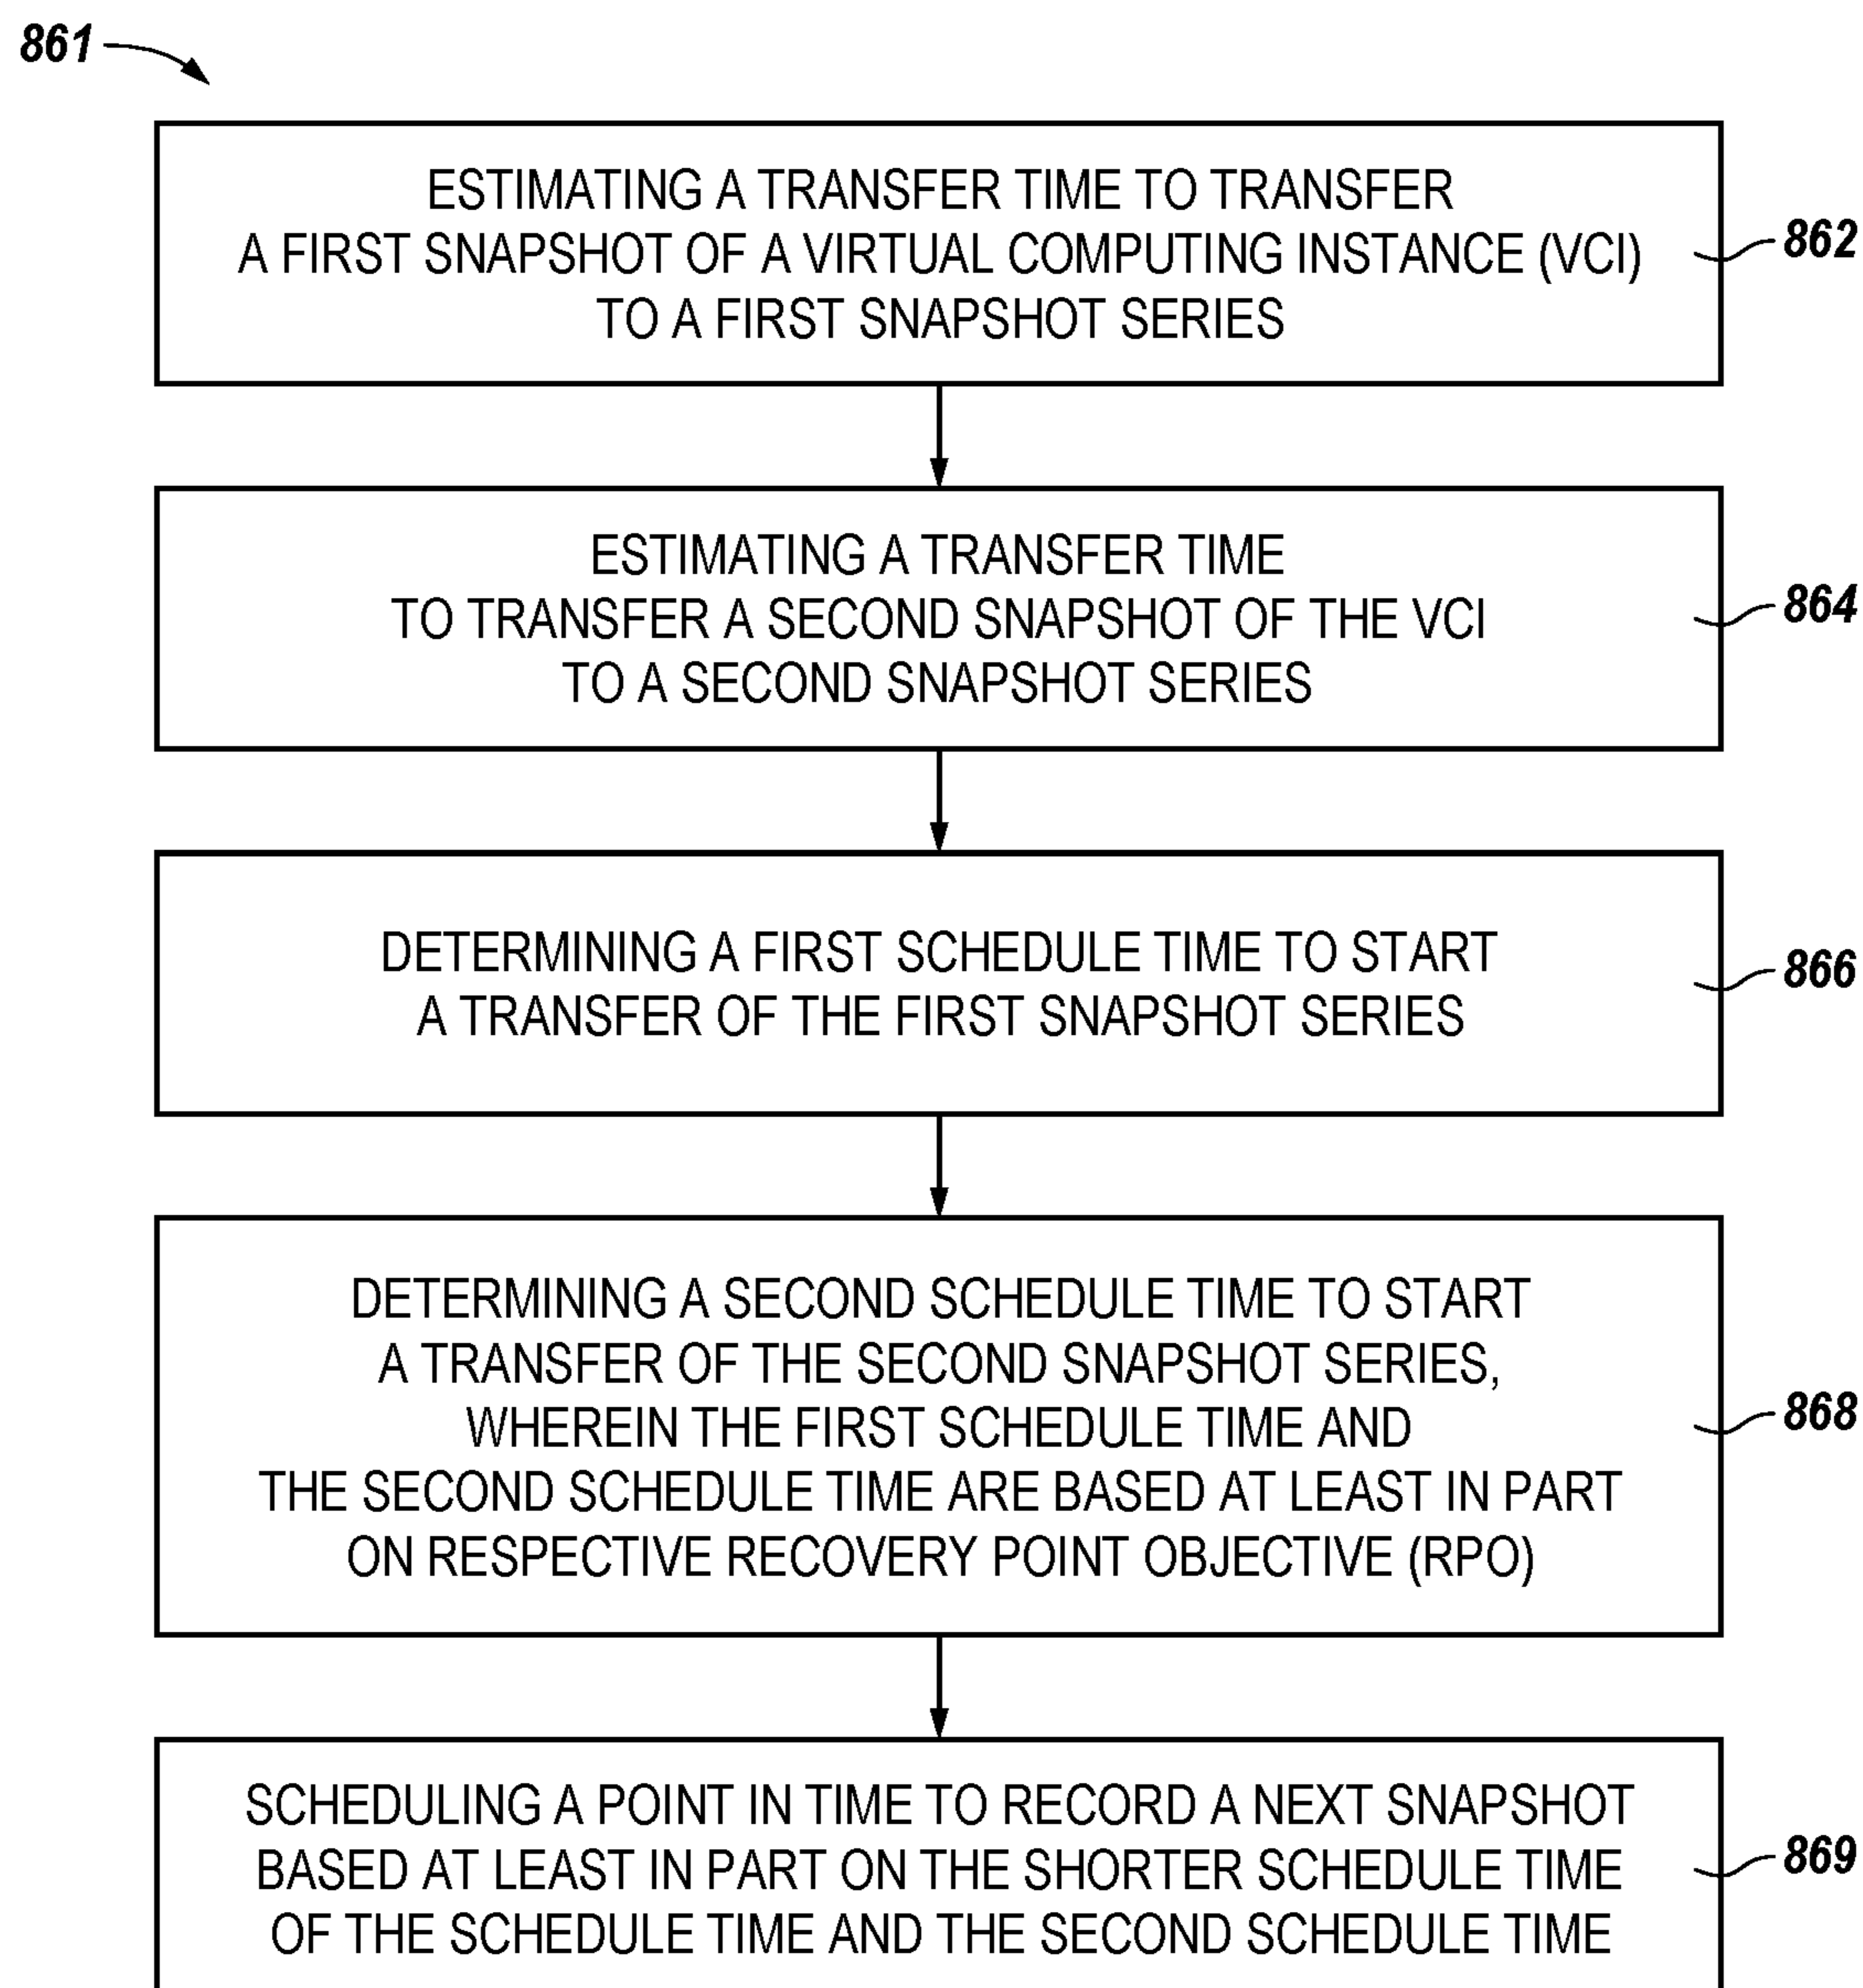 861
ESTIMATING A TRANSFER TIME TO TRANSFER
A FIRST SNAPSHOT OF A VIRTUAL COMPUTING INSTANCE (VCI)
TO A FIRST SNAPSHOT SERIES
862
ESTIMATING A TRANSFER TIME
TO TRANSFER A SECOND SNAPSHOT OF THE VCI
TO A SECOND SNAPSHOT SERIES
864
DETERMINING A FIRST SCHEDULE TIME TO START
A TRANSFER OF THE FIRST SNAPSHOT SERIES
866
DETERMINING A SECOND SCHEDULE TIME TO START
A TRANSFER OF THE SECOND SNAPSHOT SERIES,
WHEREIN THE FIRST SCHEDULE TIME AND
THE SECOND SCHEDULE TIME ARE BASED AT LEAST IN PART
ON RESPECTIVE RECOVERY POINT OBJECTIVE (RPO)
868
SCHEDULING A POINT IN TIME TO RECORD A NEXT SNAPSHOT
BASED AT LEAST IN PART ON THE SHORTER SCHEDULE TIME
OF THE SCHEDULE TIME AND THE SECOND SCHEDULE TIME
869